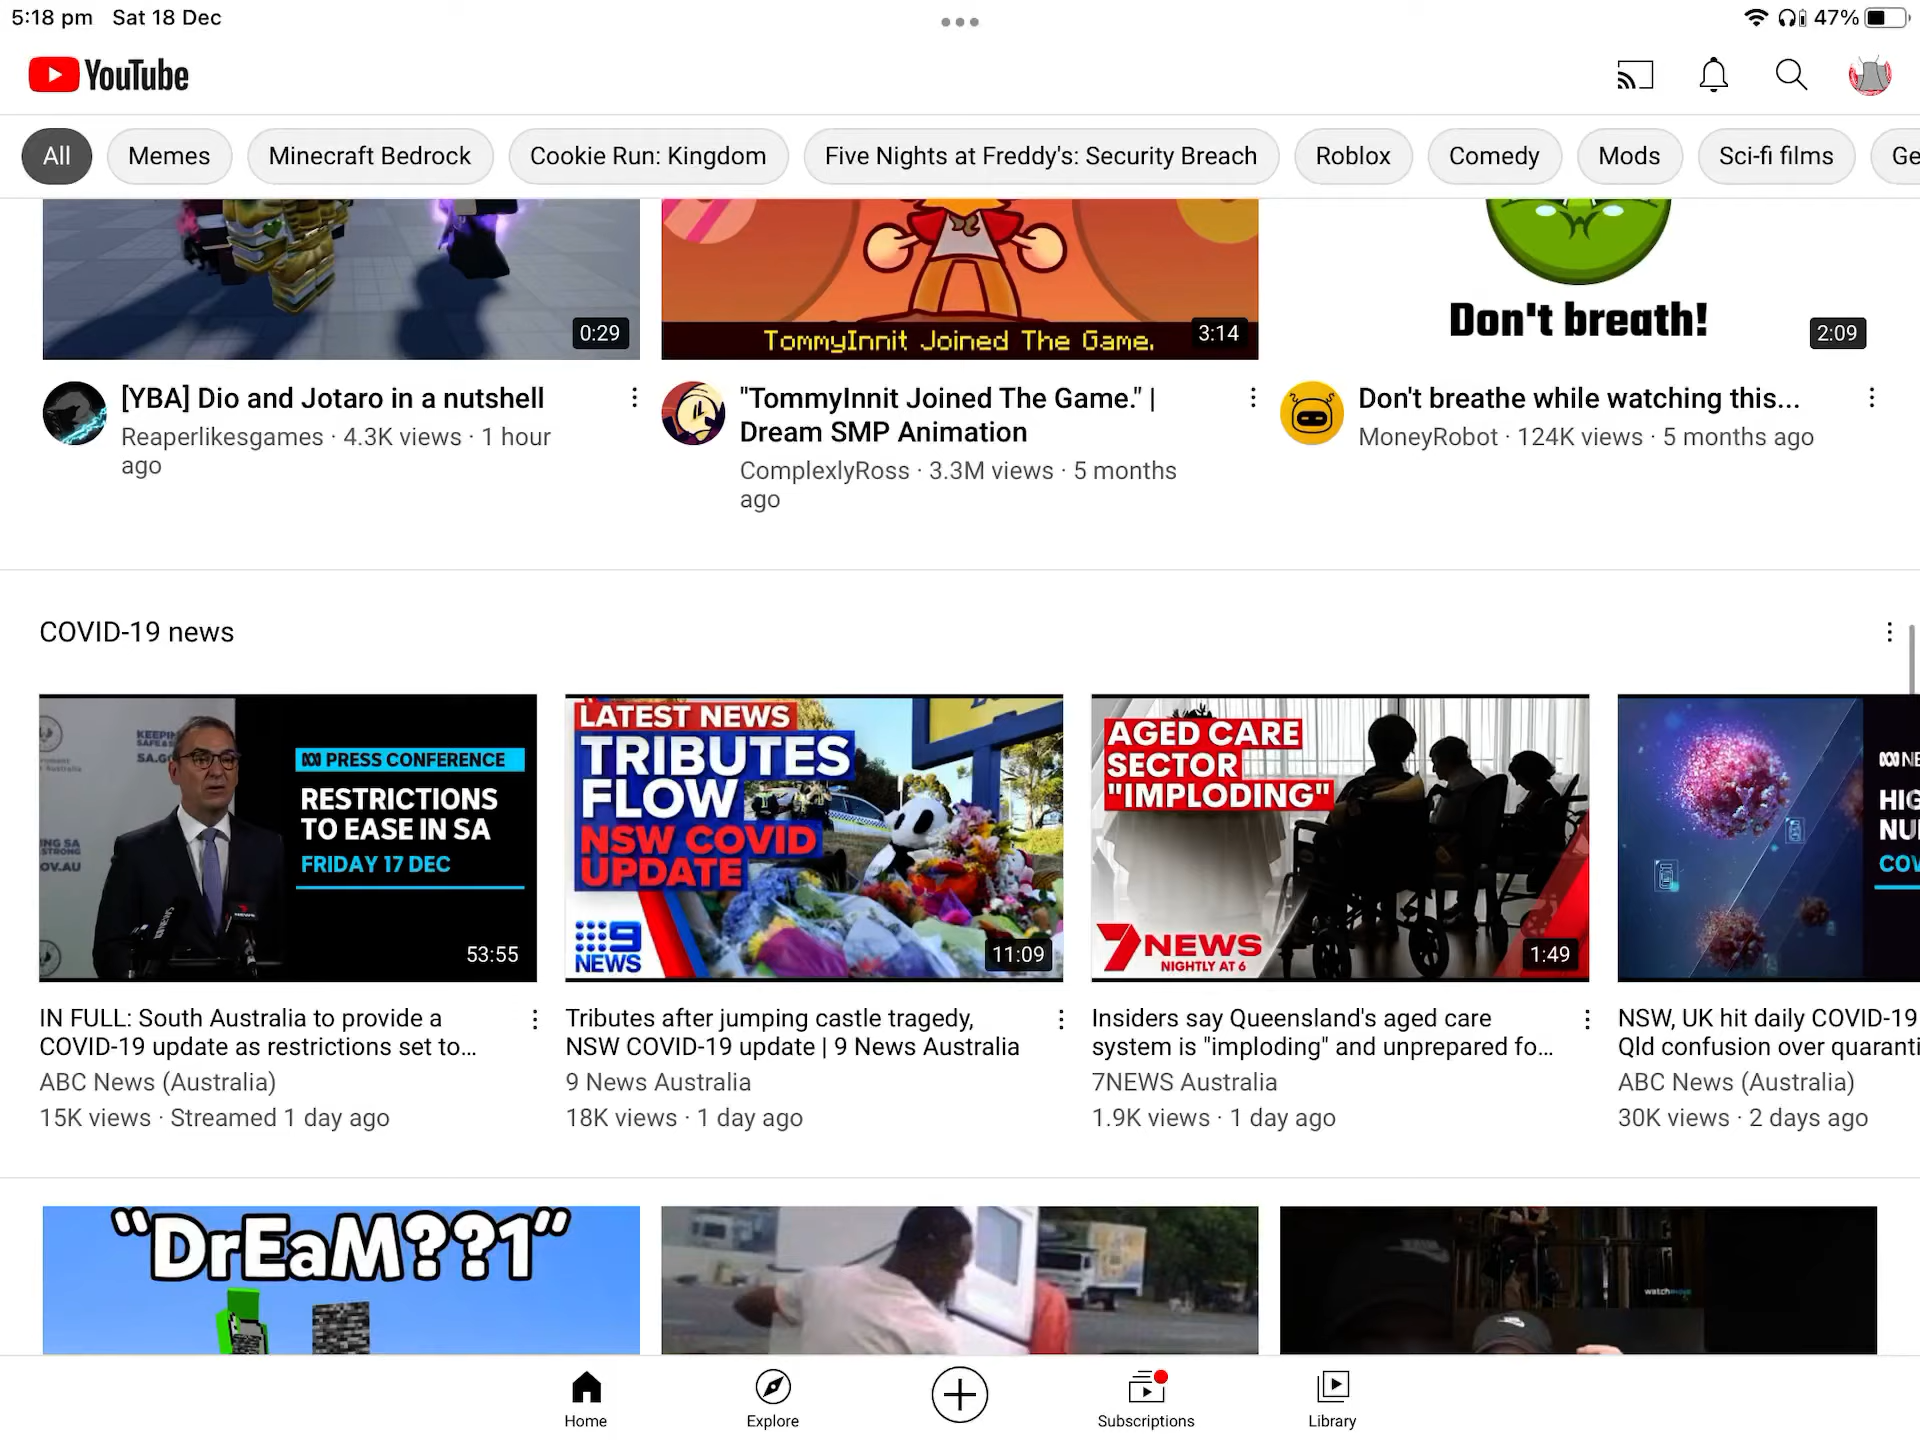 5:18 pm Sat 18 Dec
47%
YouTube
All
Memes
Minecraft Bedrock
Cookie Run: Kingdom
Five Nights at Freddy's: Security Breach
Roblox
Comedy
Mods
Sci-fi films
Ge
0:29
TommyInnit Joined The Game.
3:14
Don't breath!
2:09
[YBA] Dio and Jotaro in a nutshell
Reaperlikesgames · 4.3K views · 1 hour
ago
"TommyInnit Joined The Game." |
Dream SMP Animation
ComplexlyRoss · 3.3M views · 5 months
ago
Don't breathe while watching this...
MoneyRobot · 124K views · 5 months ago
COVID-19 news
PRESS CONFERENCE
RESTRICTIONS
TO EASE IN SA
FRIDAY 17 DEC
53:55
LATEST NEWS
TRIBUTES
FLOW
NSW COVID
UPDATE
9
NEWS
11:09
AGED CARE
SECTOR
"IMPLODING"
7NEWS
NIGHTLY AT 6
1:49
NE
HIG
NU
COV
IN FULL: South Australia to provide a
COVID-19 update as restrictions set to...
ABC News (Australia)
15K views · Streamed 1 day ago
Tributes after jumping castle tragedy,
NSW COVID-19 update | 9 News Australia
9 News Australia
18K views · 1 day ago
Insiders say Queensland's aged care
system is "imploding" and unprepared fo...
7NEWS Australia
1.9K views · 1 day ago
NSW, UK hit daily COVID-19
Qld confusion over quaranti
ABC News (Australia)
30K views · 2 days ago
"DrEaM??1"
watchmojo
Home
Explore
Subscriptions
Library